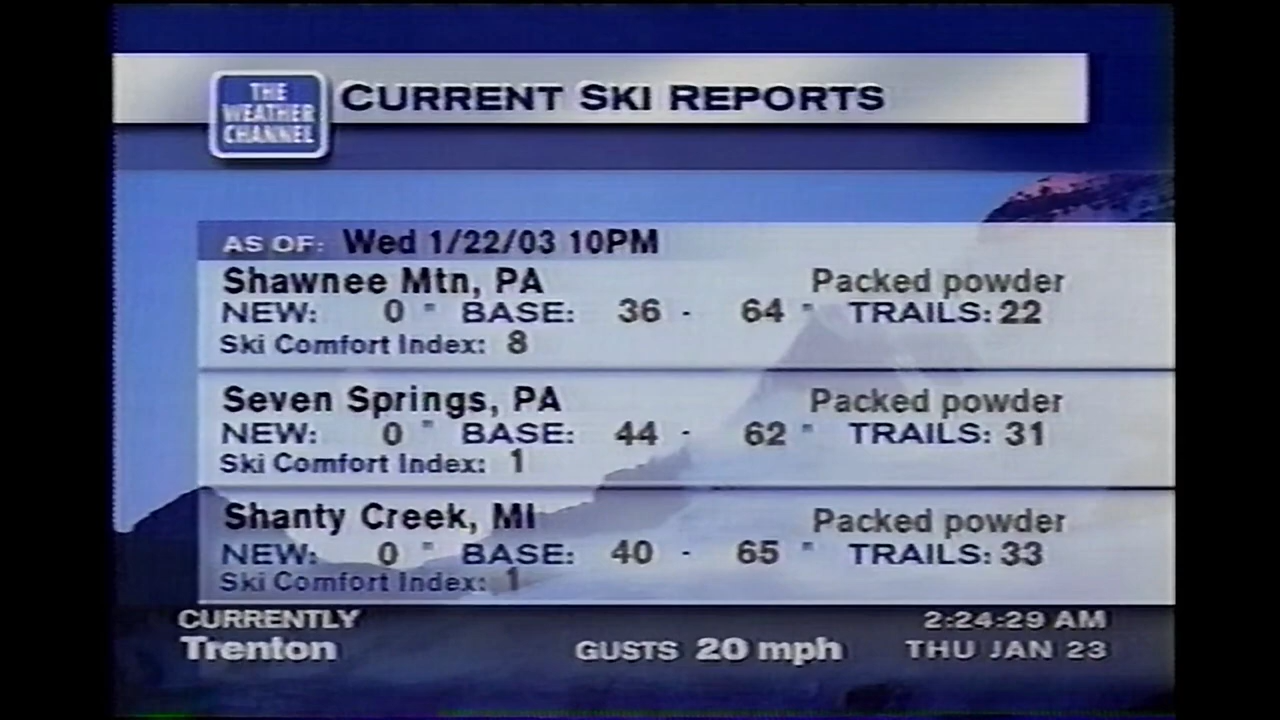 THE
WEATHER
CHANNEL
CURRENT SKI REPORTS
AS OF: Wed 1/22/03 10PM
Shawnee Mtn, PA Packed powder
NEW: 0 " BASE: 36 - 64 " TRAILS: 22
Ski Comfort Index: 8
Seven Springs, PA Packed powder
NEW: 0 " BASE: 44 - 62 " TRAILS: 31
Ski Comfort Index: 1
Shanty Creek, MI Packed powder
NEW: 0 " BASE: 40 - 65 " TRAILS: 33
Ski Comfort Index: 1
CURRENTLY 2:24:29 AM
Trenton GUSTS 20 mph THU JAN 23